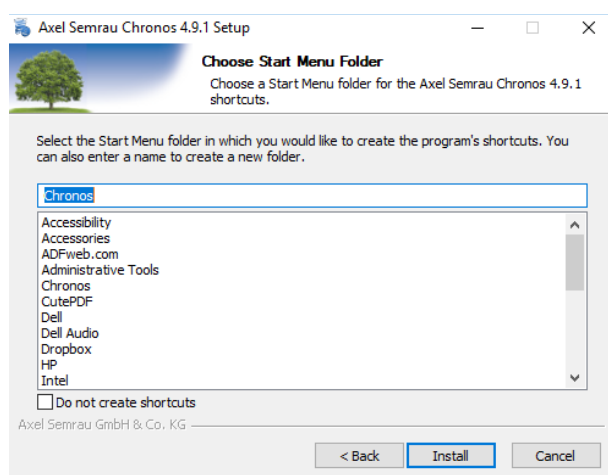 Axel Semrau Chronos 4.9.1 Setup
Choose Start Menu Folder
Choose a Start Menu folder for the Axel Semrau Chronos 4.9.1
shortcuts.
Select the Start Menu folder in which you would like to create the program's shortcuts. You
can also enter a name to create a new folder.
Chronos
Accessibility
Accessories
ADFweb.com
Administrative Tools
Chronos
CutePDF
Dell
Dell Audio
Dropbox
HP
Intel
Do not create shortcuts
Axel Semrau GmbH & Co. KG
< Back
Install
Cancel